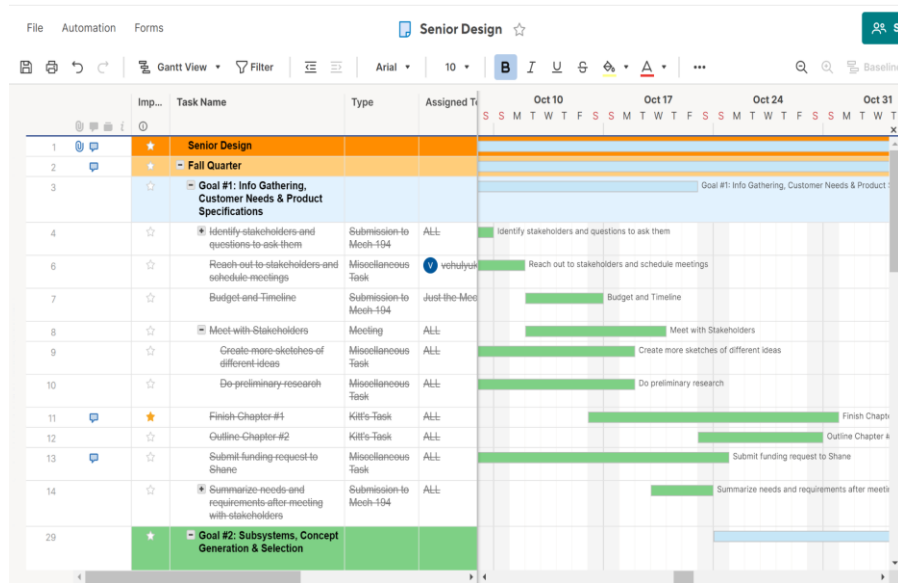 File Automation Forms
Senior Design
S
Gantt View Filter Arial 10 B I U S A ... Baseline
Imp... Task Name Type Assigned To
Oct 10 Oct 17 Oct 24 Oct 31
S S M T W T F S S M T W T F S S M T W T F S S M T W T
1 Senior Design
2 Fall Quarter
3 Goal #1: Info Gathering,
Customer Needs & Product
Specifications
Goal #1: Info Gathering, Customer Needs & Product
4 Identify stakeholders and
questions to ask them
Submission to
Mech 194
ALL
Identify stakeholders and questions to ask them
6 Reach out to stakeholders and
schedule meetings
Miscellaneous
Task
V vchulyuk
Reach out to stakeholders and schedule meetings
7 Budget and Timeline
Submission to
Mech 194
Just the Mec
Budget and Timeline
8 Meet with Stakeholders Meeting ALL
Meet with Stakeholders
9 Create more sketches of
different ideas
Miscellaneous
Task
ALL
Create more sketches of different ideas
10 Do preliminary research
Miscellaneous
Task
ALL
Do preliminary research
11 Finish Chapter #1 Kitt's Task ALL
Finish Chapte
12 Outline Chapter #2 Kitt's Task ALL
Outline Chapter #
13 Submit funding request to
Shane
Miscellaneous
Task
ALL
Submit funding request to Shane
14 Summarize needs and
requirements after meeting
with stakeholders
Submission to
Mech 194
ALL
Summarize needs and requirements after meeti
29 Goal #2: Subsystems, Concept
Generation & Selection